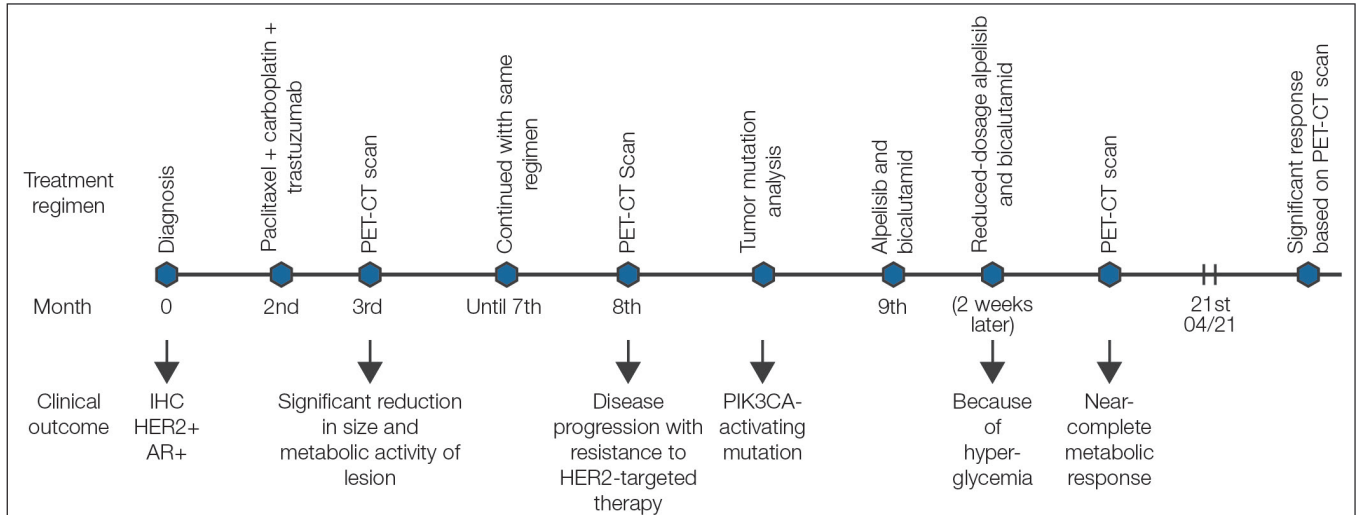 Treatment
regimen
Diagnosis
Paclitaxel + carboplatin +
trastuzumab
PET-CT scan
Continued with same
regimen
PET-CT Scan
Tumor mutation
analysis
Alpelisib and
bicalutamid
Reduced-dosage alpelisib
and bicalutamid
PET-CT scan
Significant response
based on PET-CT scan
Month
0
2nd
3rd
Until 7th
8th
9th
(2 weeks
later)
21st
04/21
Clinical
outcome
IHC
HER2+
AR+
Significant reduction
in size and
metabolic activity of
lesion
Disease
progression with
resistance to
HER2-targeted
therapy
PIK3CA-
activating
mutation
Because
of
hyper-
glycemia
Near-
complete
metabolic
response